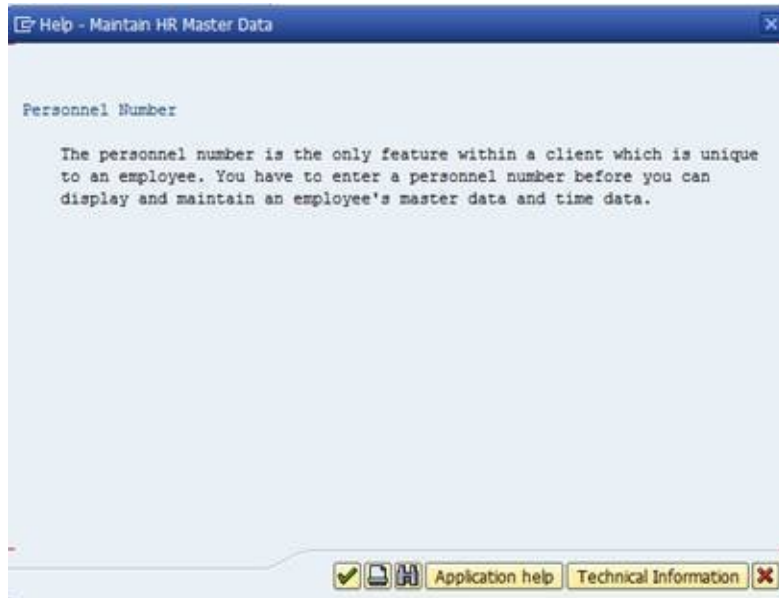 Help - Maintain HR Master Data
Personnel Number
The personnel number is the only feature within a client which is unique
to an employee. You have to enter a personnel number before you can
display and maintain an employee's master data and time data.
Application help Technical Information